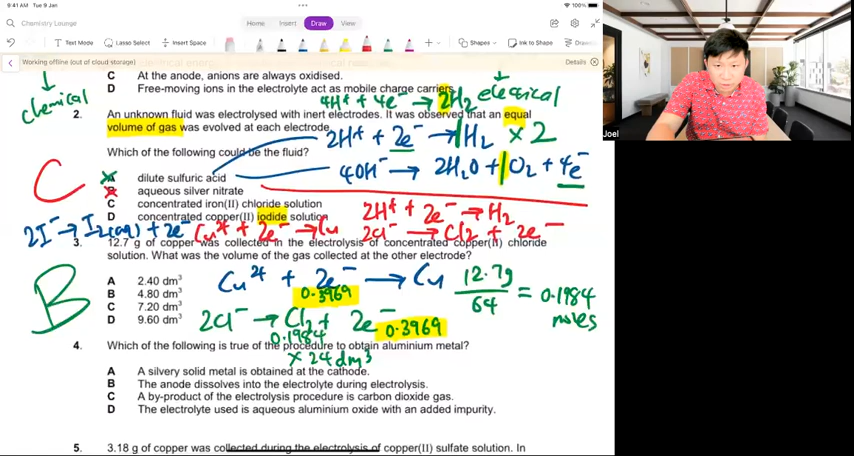 9:41 AM Tue 9 Jan
100%
Chemistry Lounge
Home Insert Draw View
Text Mode Lasso Select Insert Space Shapes Ink to Shape
Working offline (out of cloud storage) Details
C At the anode, anions are always oxidised.
D Free-moving ions in the electrolyte act as mobile charge carriers.
chemical
electrical
4H⁺ + 4e⁻ → 2H₂
2. An unknown fluid was electrolysed with inert electrodes. It was observed that an equal
volume of gas was evolved at each electrode.
2H⁺ + 2e⁻ → 1H₂ × 2
Which of the following could be the fluid?
4OH⁻ → 2H₂O + 1O₂ + 4e⁻
C
A dilute sulfuric acid
B aqueous silver nitrate
C concentrated iron(II) chloride solution
D concentrated copper(II) iodide solution
2H⁺ + 2e⁻ → H₂
2I⁻ → I₂(aq) + 2e⁻ Cu²⁺ + 2e⁻ → Cu 2Cl⁻ → Cl₂ + 2e⁻
3. 12.7 g of copper was collected in the electrolysis of concentrated copper(II) chloride
solution. What was the volume of the gas collected at the other electrode?
B
A 2.40 dm³
B 4.80 dm³
C 7.20 dm³
D 9.60 dm³
Cu²⁺ + 2e⁻ → Cu
0.3969
12.7g / 64 = 0.1984 moles
2Cl⁻ → Cl₂ + 2e⁻
0.1984 0.3969
× 24 dm³
4. Which of the following is true of the procedure to obtain aluminium metal?
A A silvery solid metal is obtained at the cathode.
B The anode dissolves into the electrolyte during electrolysis.
C A by-product of the electrolysis procedure is carbon dioxide gas.
D The electrolyte used is aqueous aluminium oxide with an added impurity.
5. 3.18 g of copper was collected during the electrolysis of copper(II) sulfate solution. In
Joel